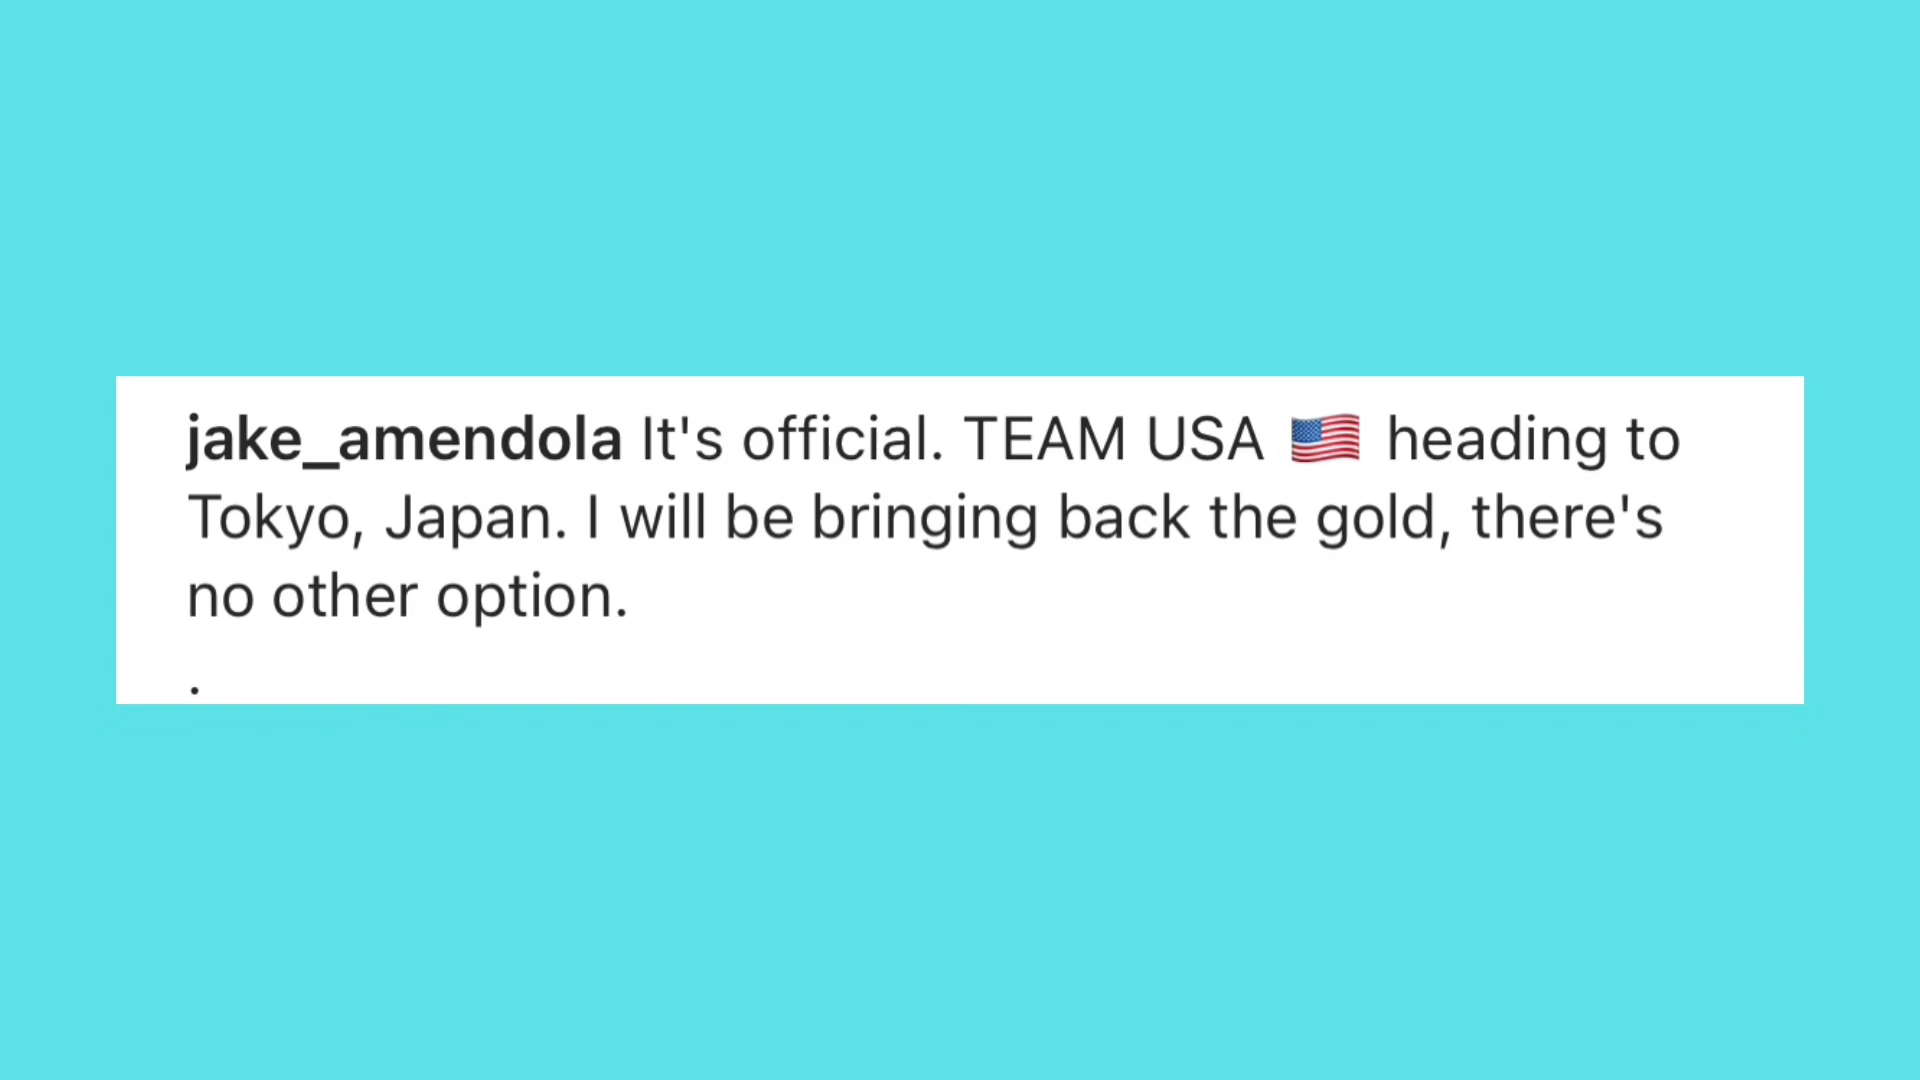 jake_amendola It's official. TEAM USA 🇺🇸 heading to
Tokyo, Japan. I will be bringing back the gold, there's
no other option.
.